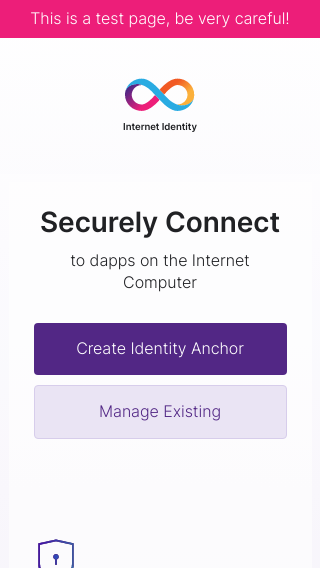 This is a test page, be very careful!
Internet Identity
Securely Connect
to dapps on the Internet
Computer
Create Identity Anchor
Manage Existing